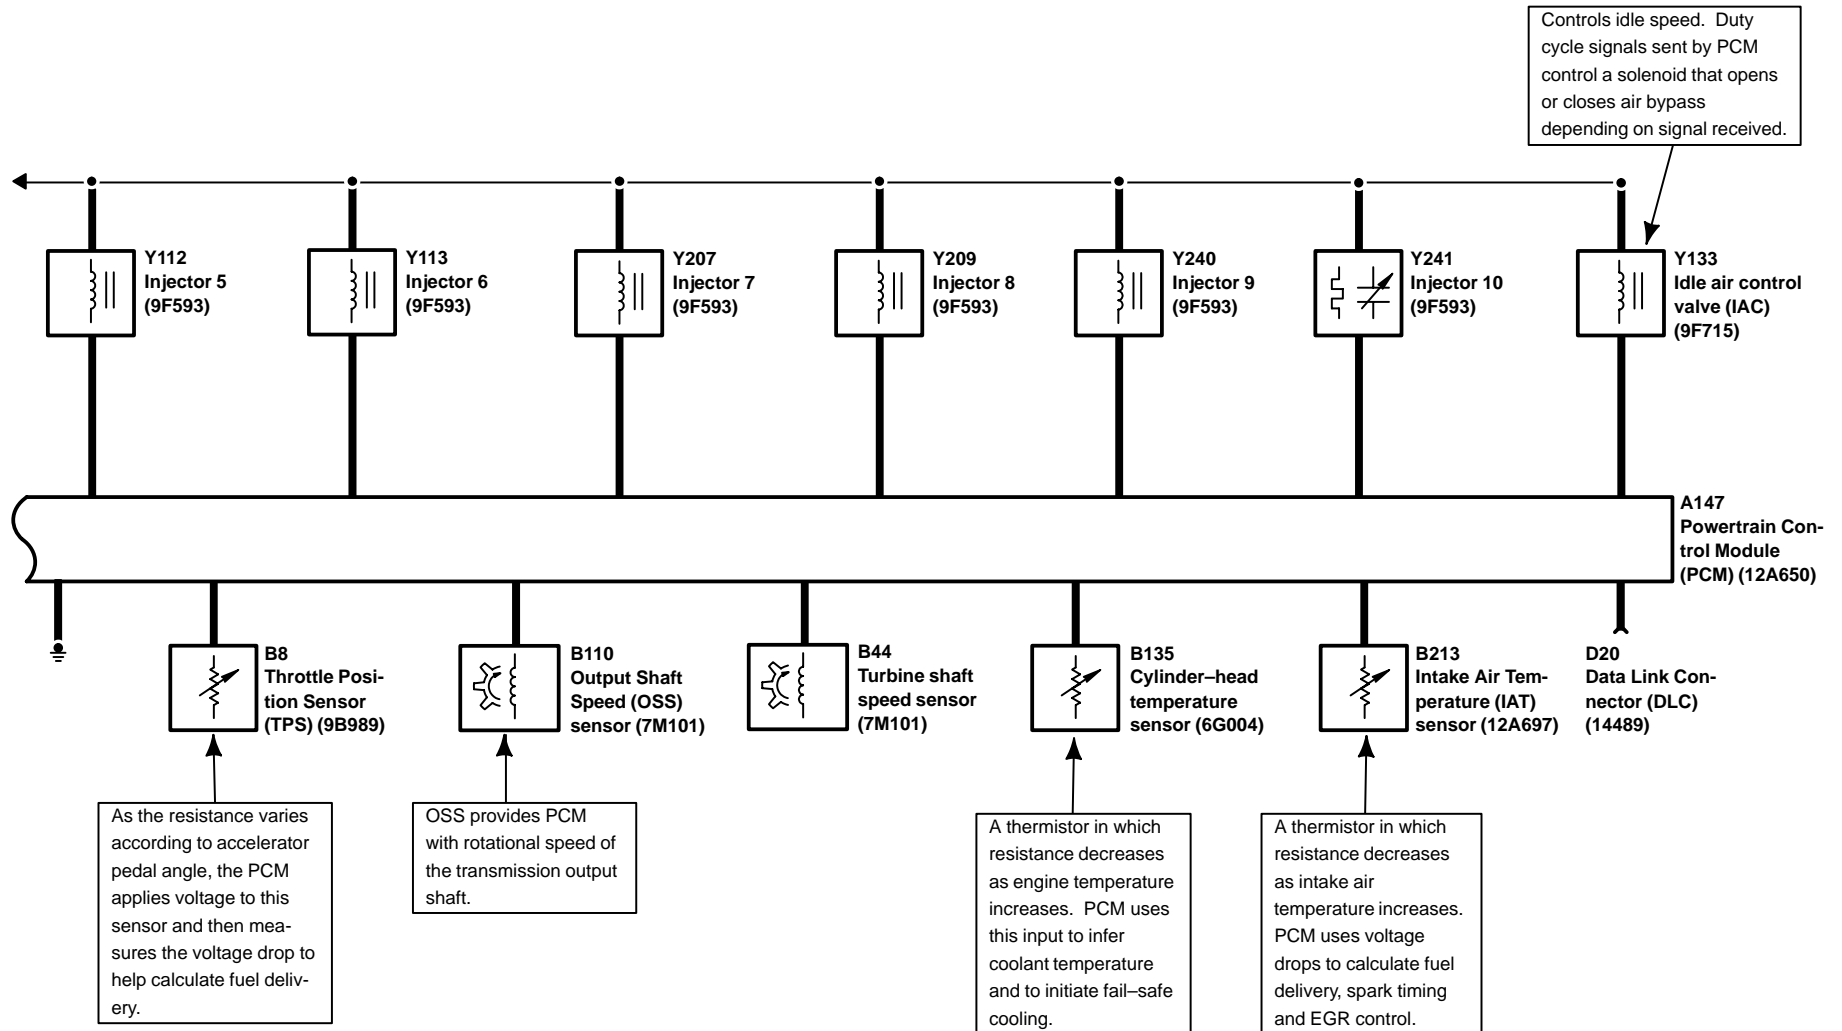 Controls idle speed.  Duty
cycle signals sent by PCM
control a solenoid that opens
or closes air bypass
depending on signal received.
Y112
Injector 5
(9F593)
Y113
Injector 6
(9F593)
Y207
Injector 7
(9F593)
Y209
Injector 8
(9F593)
Y240
Injector 9
(9F593)
Y241
Injector 10
(9F593)
Y133
Idle air control
valve (IAC)
(9F715)
A147
Powertrain Con-
trol Module
(PCM) (12A650)
B8
Throttle Posi-
tion Sensor
(TPS) (9B989)
B110
Output Shaft
Speed (OSS)
sensor (7M101)
B44
Turbine shaft
speed sensor
(7M101)
B135
Cylinder–head
temperature
sensor (6G004)
B213
Intake Air Tem-
perature (IAT)
sensor (12A697)
D20
Data Link Con-
nector (DLC)
(14489)
As the resistance varies
according to accelerator
pedal angle, the PCM
applies voltage to this
sensor and then mea-
sures the voltage drop to
help calculate fuel deliv-
ery.
OSS provides PCM
with rotational speed of
the transmission output
shaft.
A thermistor in which
resistance decreases
as engine temperature
increases.  PCM uses
this input to infer
coolant temperature
and to initiate fail–safe
cooling.
A thermistor in which
resistance decreases
as intake air
temperature increases.
PCM uses voltage
drops to calculate fuel
delivery, spark timing
and EGR control.